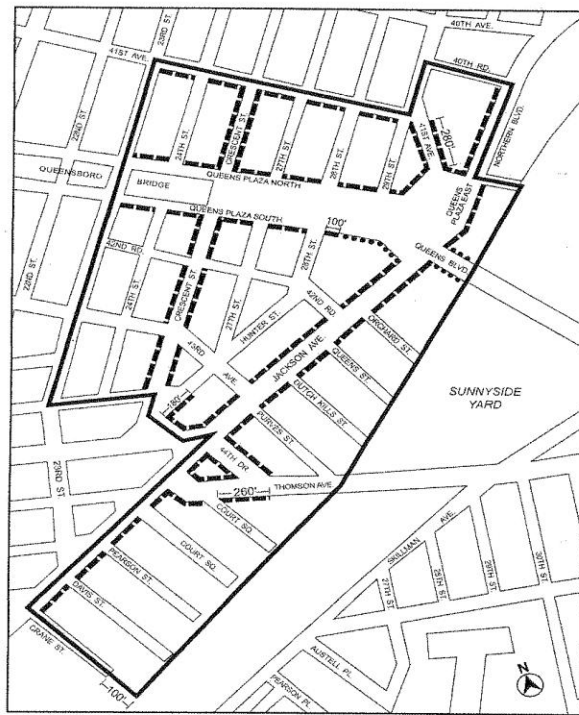 40TH AVE.
23RD ST.
41ST AVE.
40TH RD.
22ND ST.
24TH ST.
CRESCENT ST.
27TH ST.
28TH ST.
29TH ST.
41ST AVE.
280'
NORTHERN BLVD.
QUEENSBORO
BRIDGE
QUEENS PLAZA NORTH
QUEENS
PLAZA EAST
QUEENS PLAZA SOUTH
100'
42ND RD.
28TH ST.
QUEENS BLVD.
22ND ST.
24TH ST.
CRESCENT ST.
27TH ST.
HUNTER ST.
42ND RD.
43RD
AVE.
JACKSON AVE.
ORCHARD ST.
QUEENS ST.
DUTCH KILLS ST.
PURVES ST.
SUNNYSIDE
YARD
180'
44TH DR.
23RD ST.
260'
THOMSON AVE.
COURT SQ.
COURT SQ.
PEARSON ST.
DAVIS ST.
CRANE ST.
100'
SKILLMAN AVE.
27TH ST.
29TH ST.
30TH ST.
AUSTELL PL.
PEARSON PL.
N